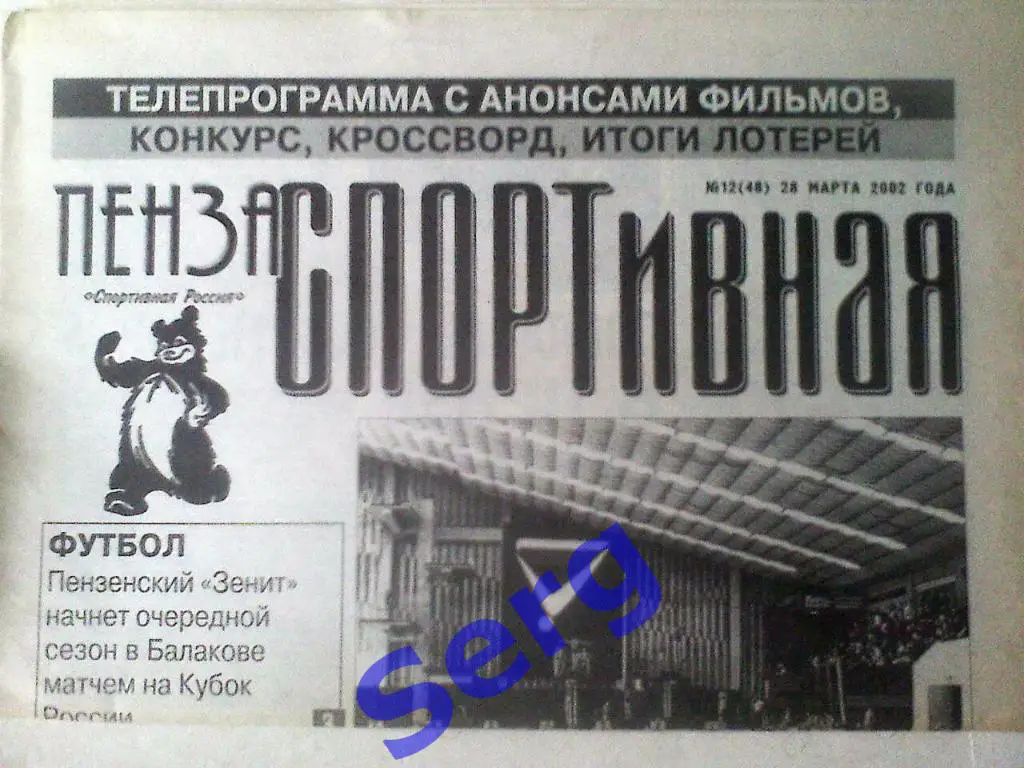 ТЕЛЕПРОГРАММА С АНОНСАМИ ФИЛЬМОВ,
КОНКУРС, КРОССВОРД, ИТОГИ ЛОТЕРЕЙ
№12(48) 28 МАРТА 2002 ГОДА
ПЕНЗА СПОРТИВНАЯ
«Спортивная Россия»
ФУТБОЛ
Пензенский «Зенит»
начнет очередной
сезон в Балакове
матчем на Кубок
России
Serg